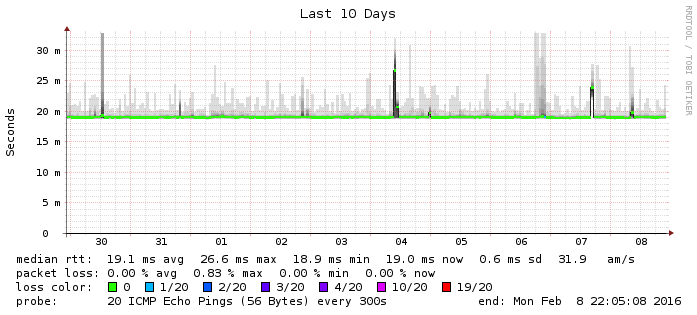 Last 10 Days
RRDTOOL / TOBI OETIKER
Seconds
30 m
25 m
20 m
15 m
10 m
5 m
0
30 31 01 02 03 04 05 06 07 08
median rtt: 19.1 ms avg 26.6 ms max 18.9 ms min 19.0 ms now 0.6 ms sd 31.9 am/s
packet loss: 0.00 % avg 0.83 % max 0.00 % min 0.00 % now
loss color: 0 1/20 2/20 3/20 4/20 10/20 19/20
probe: 20 ICMP Echo Pings (56 Bytes) every 300s end: Mon Feb 8 22:05:08 2016